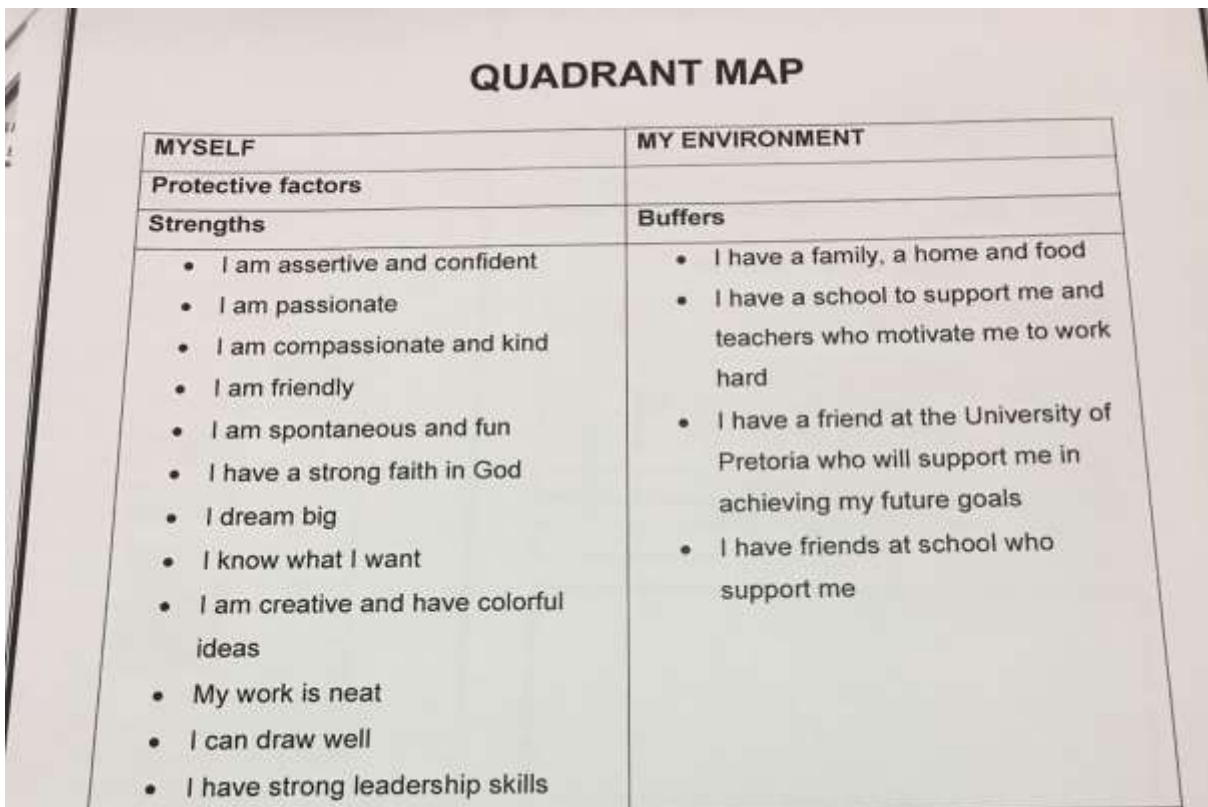 QUADRANT MAP
MYSELF
MY ENVIRONMENT
Protective factors
Strengths
Buffers
• I am assertive and confident
• I am passionate
• I am compassionate and kind
• I am friendly
• I am spontaneous and fun
• I have a strong faith in God
• I dream big
• I know what I want
• I am creative and have colorful
ideas
• My work is neat
• I can draw well
• I have strong leadership skills
• I have a family, a home and food
• I have a school to support me and
teachers who motivate me to work
hard
• I have a friend at the University of
Pretoria who will support me in
achieving my future goals
• I have friends at school who
support me